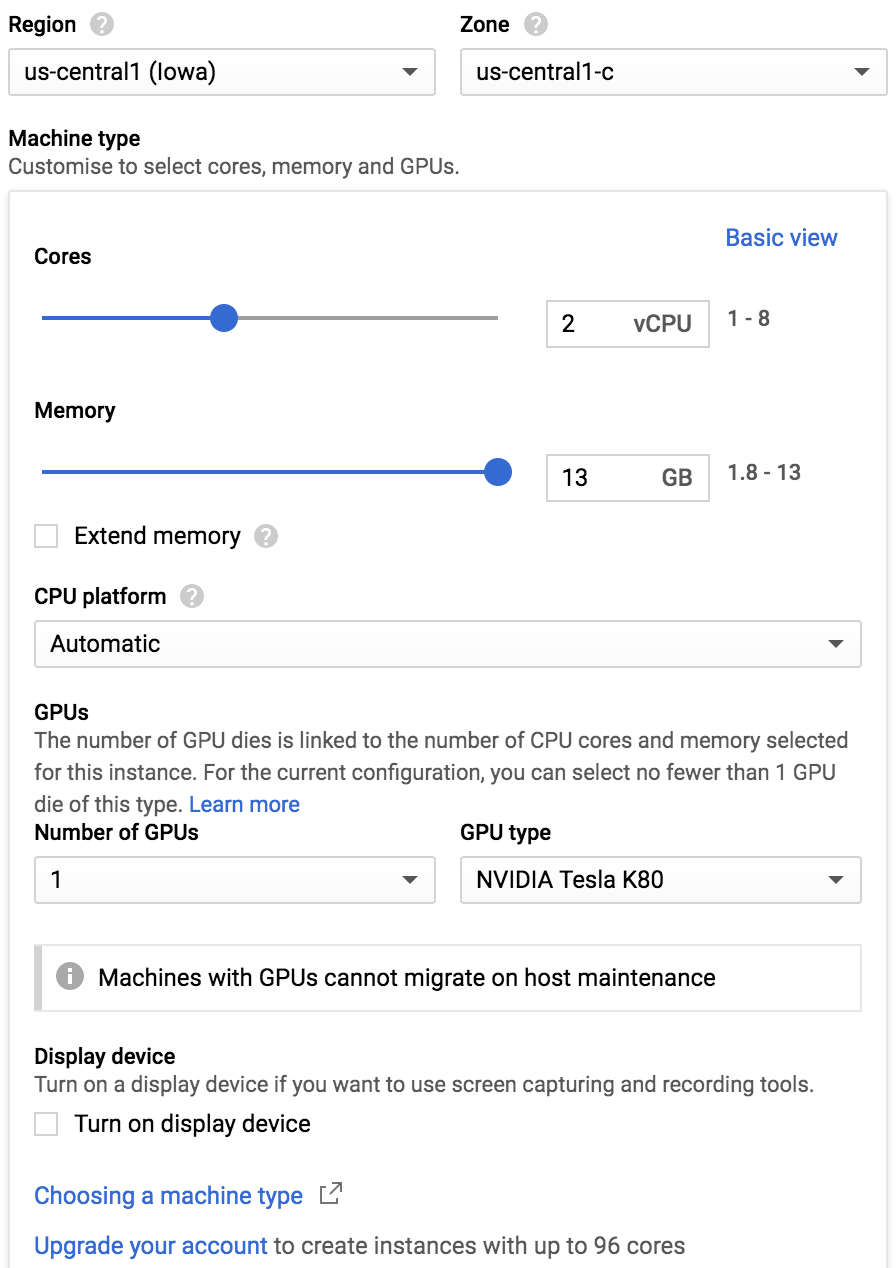 Region
Zone
us-central1 (Iowa)
us-central1-c
Machine type
Customise to select cores, memory and GPUs.
Basic view
Cores
2 vCPU 1 - 8
Memory
13 GB 1.8 - 13
Extend memory
CPU platform
Automatic
GPUs
The number of GPU dies is linked to the number of CPU cores and memory selected
for this instance. For the current configuration, you can select no fewer than 1 GPU
die of this type. Learn more
Number of GPUs
GPU type
1
NVIDIA Tesla K80
Machines with GPUs cannot migrate on host maintenance
Display device
Turn on a display device if you want to use screen capturing and recording tools.
Turn on display device
Choosing a machine type
Upgrade your account to create instances with up to 96 cores